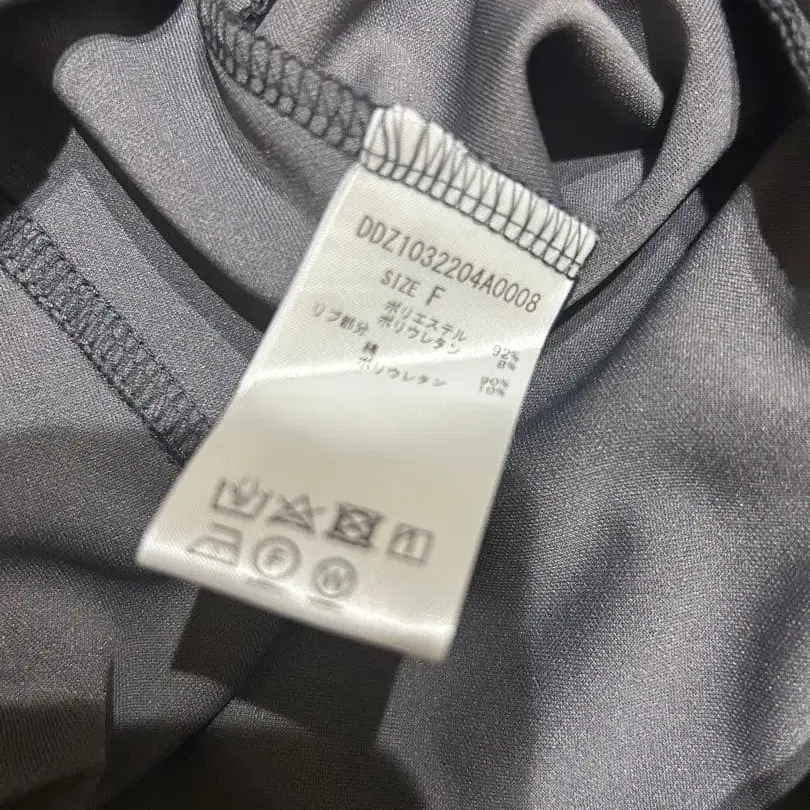 DDZ1032204A0008
SIZE F
ポリエステル 92%
ポリウレタン 8%
リブ部分
綿 90%
ポリウレタン 10%
F
W